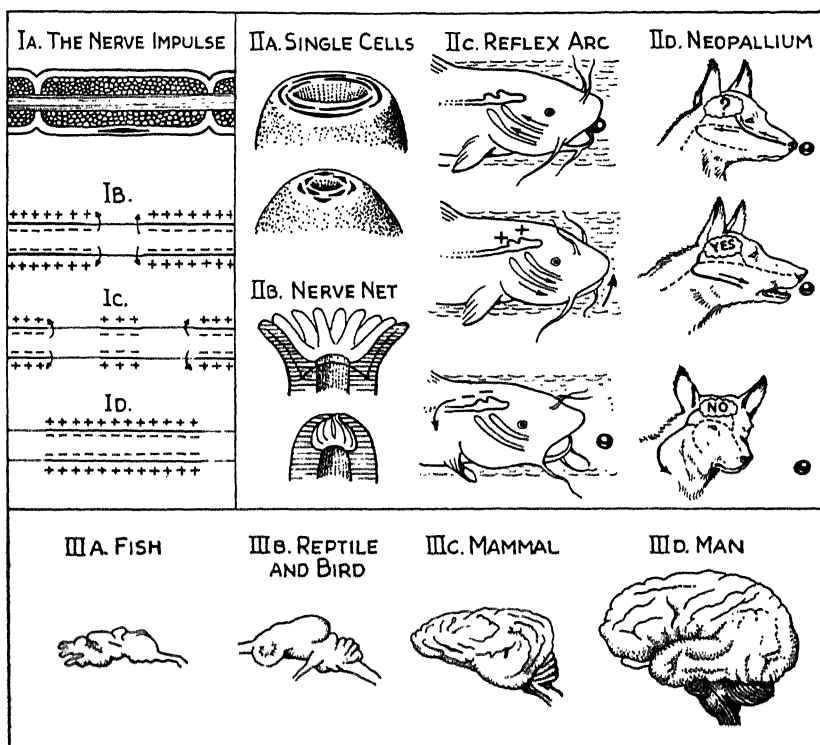 IA. THE NERVE IMPULSE
IB.
+++++++ +++++++
+++++++ +++++++
IC.
+++ +++ +++
+++ +++ +++
ID.
++++++++++++
++++++++++++
IIA. SINGLE CELLS
IIB. NERVE NET
IIC. REFLEX ARC
++
IID. NEOPALLIUM
?
YES
NO
IIIA. FISH
IIIB. REPTILE
AND BIRD
IIIC. MAMMAL
IIID. MAN